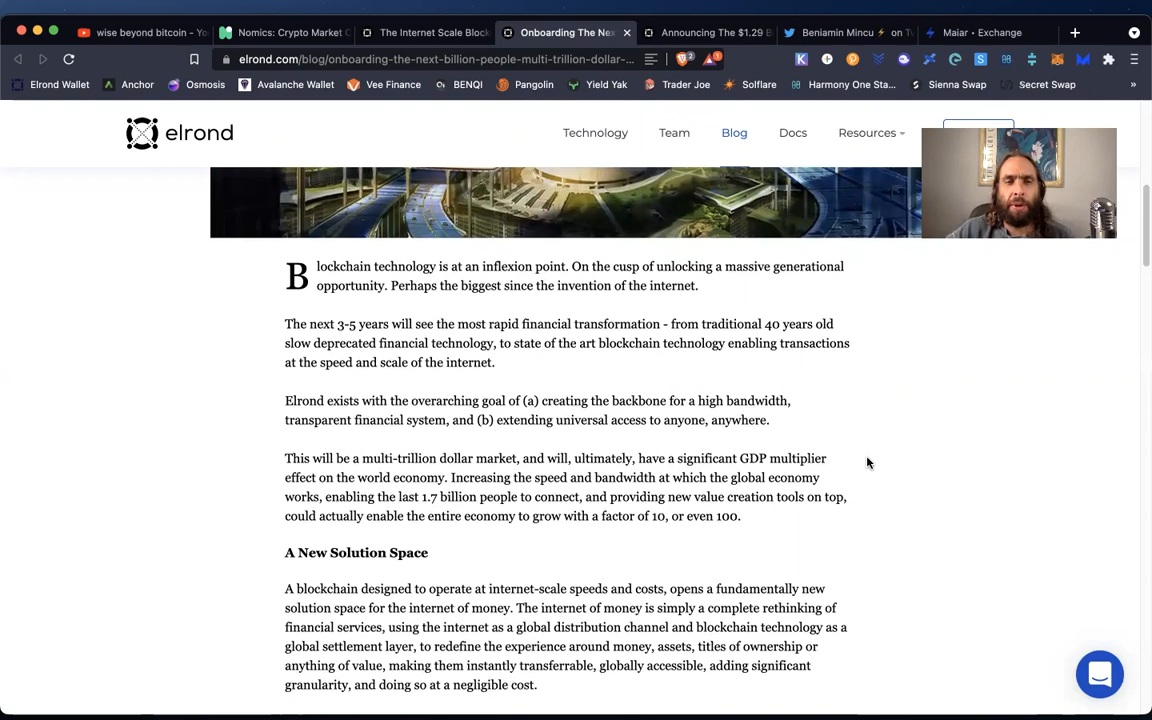 wise beyond bitcoin - Yo
Nomics: Crypto Market C
The Internet Scale Block
Onboarding The Nex
Announcing The $1.29 B
Beniamin Mincu ⚡ on Tw
Maiar • Exchange
elrond.com/blog/onboarding-the-next-billion-people-multi-trillion-dollar-...
Elrond Wallet
Anchor
Osmosis
Avalanche Wallet
Vee Finance
BENQI
Pangolin
Yield Yak
Trader Joe
Solflare
Harmony One Sta...
Sienna Swap
Secret Swap
elrond
Technology
Team
Blog
Docs
Resources
Blockchain technology is at an inflexion point. On the cusp of unlocking a massive generational
opportunity. Perhaps the biggest since the invention of the internet.
The next 3-5 years will see the most rapid financial transformation - from traditional 40 years old
slow deprecated financial technology, to state of the art blockchain technology enabling transactions
at the speed and scale of the internet.
Elrond exists with the overarching goal of (a) creating the backbone for a high bandwidth,
transparent financial system, and (b) extending universal access to anyone, anywhere.
This will be a multi-trillion dollar market, and will, ultimately, have a significant GDP multiplier
effect on the world economy. Increasing the speed and bandwidth at which the global economy
works, enabling the last 1.7 billion people to connect, and providing new value creation tools on top,
could actually enable the entire economy to grow with a factor of 10, or even 100.
A New Solution Space
A blockchain designed to operate at internet-scale speeds and costs, opens a fundamentally new
solution space for the internet of money. The internet of money is simply a complete rethinking of
financial services, using the internet as a global distribution channel and blockchain technology as a
global settlement layer, to redefine the experience around money, assets, titles of ownership or
anything of value, making them instantly transferrable, globally accessible, adding significant
granularity, and doing so at a negligible cost.